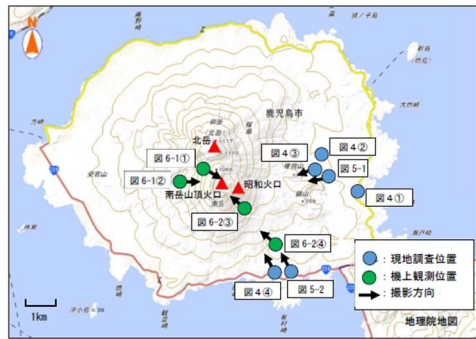 N
鹿児島市
北岳
図 6-1①
図 6-1②
南岳山頂火口
昭和火口
図 6-2③
図 4③
図 4②
図 5-1
図 4①
図 6-2④
図 4④
図 5-2
1km
：現地調査位置
：機上観測位置
：撮影方向
地理院地図